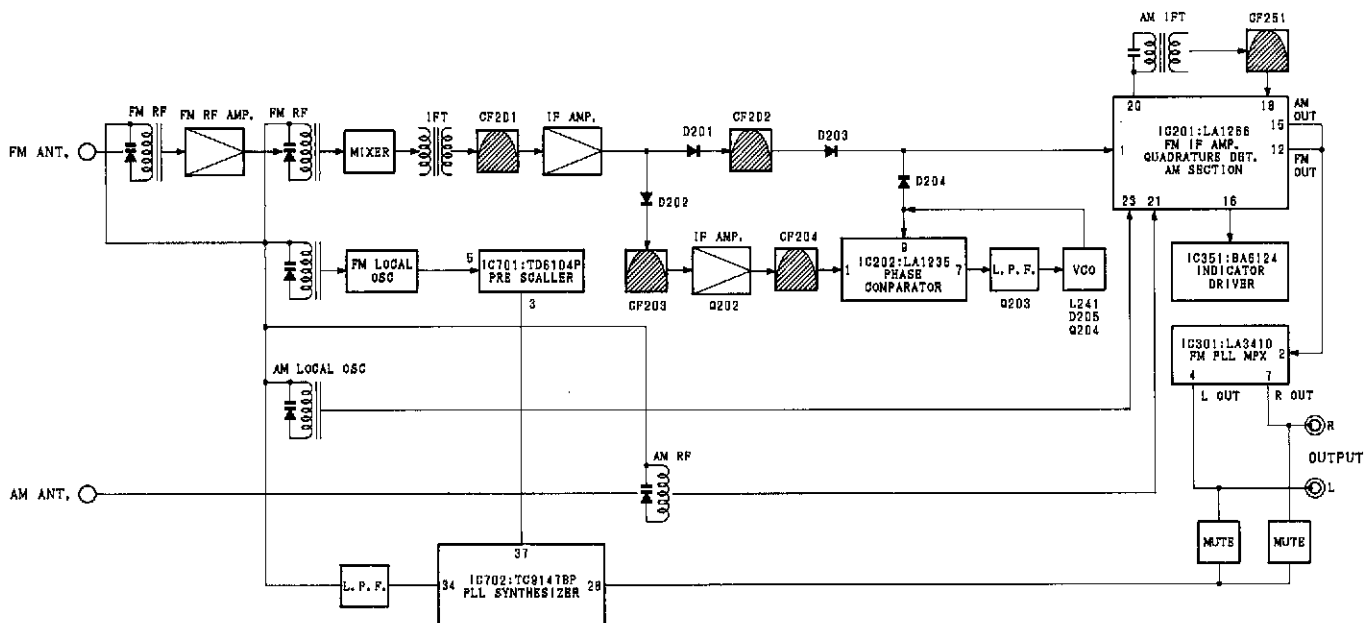 AM IFT
CF251
20
18
AM
OUT
15
12
FM
OUT
IC201:LA1266
FM IF AMP.
QUADRATURE DET.
AM SECTION
1
23
21
16
FM RF
FM RF AMP.
FM RF
IFT
CF201
IF AMP.
D201
CF202
D203
FM ANT.
MIXER
D202
D204
FM LOCAL
OSC
5
IC701:TD6104P
PRE SCALLER
3
CF203
IF AMP.
Q202
CF204
9
1
IC202:LA1235
PHASE
COMPARATOR
7
L.P.F.
Q203
VCO
L241
D205
Q204
IC351:BA6124
INDICATOR
DRIVER
IC301:LA3410
FM PLL MPX
2
4
7
L OUT
R OUT
AM LOCAL OSC
R
OUTPUT
L
AM RF
AM ANT.
MUTE
MUTE
L.P.F.
37
34
IC702:TC9147BP
PLL SYNTHESIZER
28